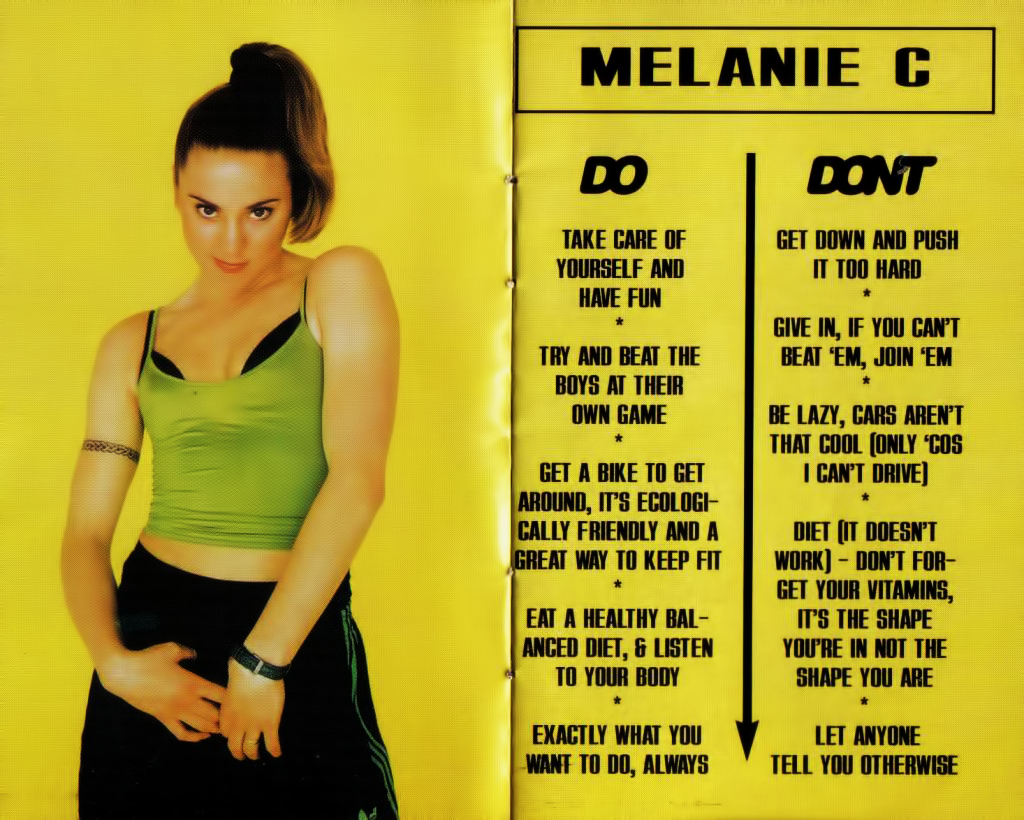 MELANIE C
DO
TAKE CARE OF
YOURSELF AND
HAVE FUN
*
TRY AND BEAT THE
BOYS AT THEIR
OWN GAME
*
GET A BIKE TO GET
AROUND, IT'S ECOLOGI-
CALLY FRIENDLY AND A
GREAT WAY TO KEEP FIT
*
EAT A HEALTHY BAL-
ANCED DIET, & LISTEN
TO YOUR BODY
*
EXACTLY WHAT YOU
WANT TO DO, ALWAYS
DON'T
GET DOWN AND PUSH
IT TOO HARD
*
GIVE IN, IF YOU CAN'T
BEAT 'EM, JOIN 'EM
*
BE LAZY, CARS AREN'T
THAT COOL (ONLY 'COS
I CAN'T DRIVE)
*
DIET (IT DOESN'T
WORK) – DON'T FOR-
GET YOUR VITAMINS,
IT'S THE SHAPE
YOU'RE IN NOT THE
SHAPE YOU ARE
*
LET ANYONE
TELL YOU OTHERWISE